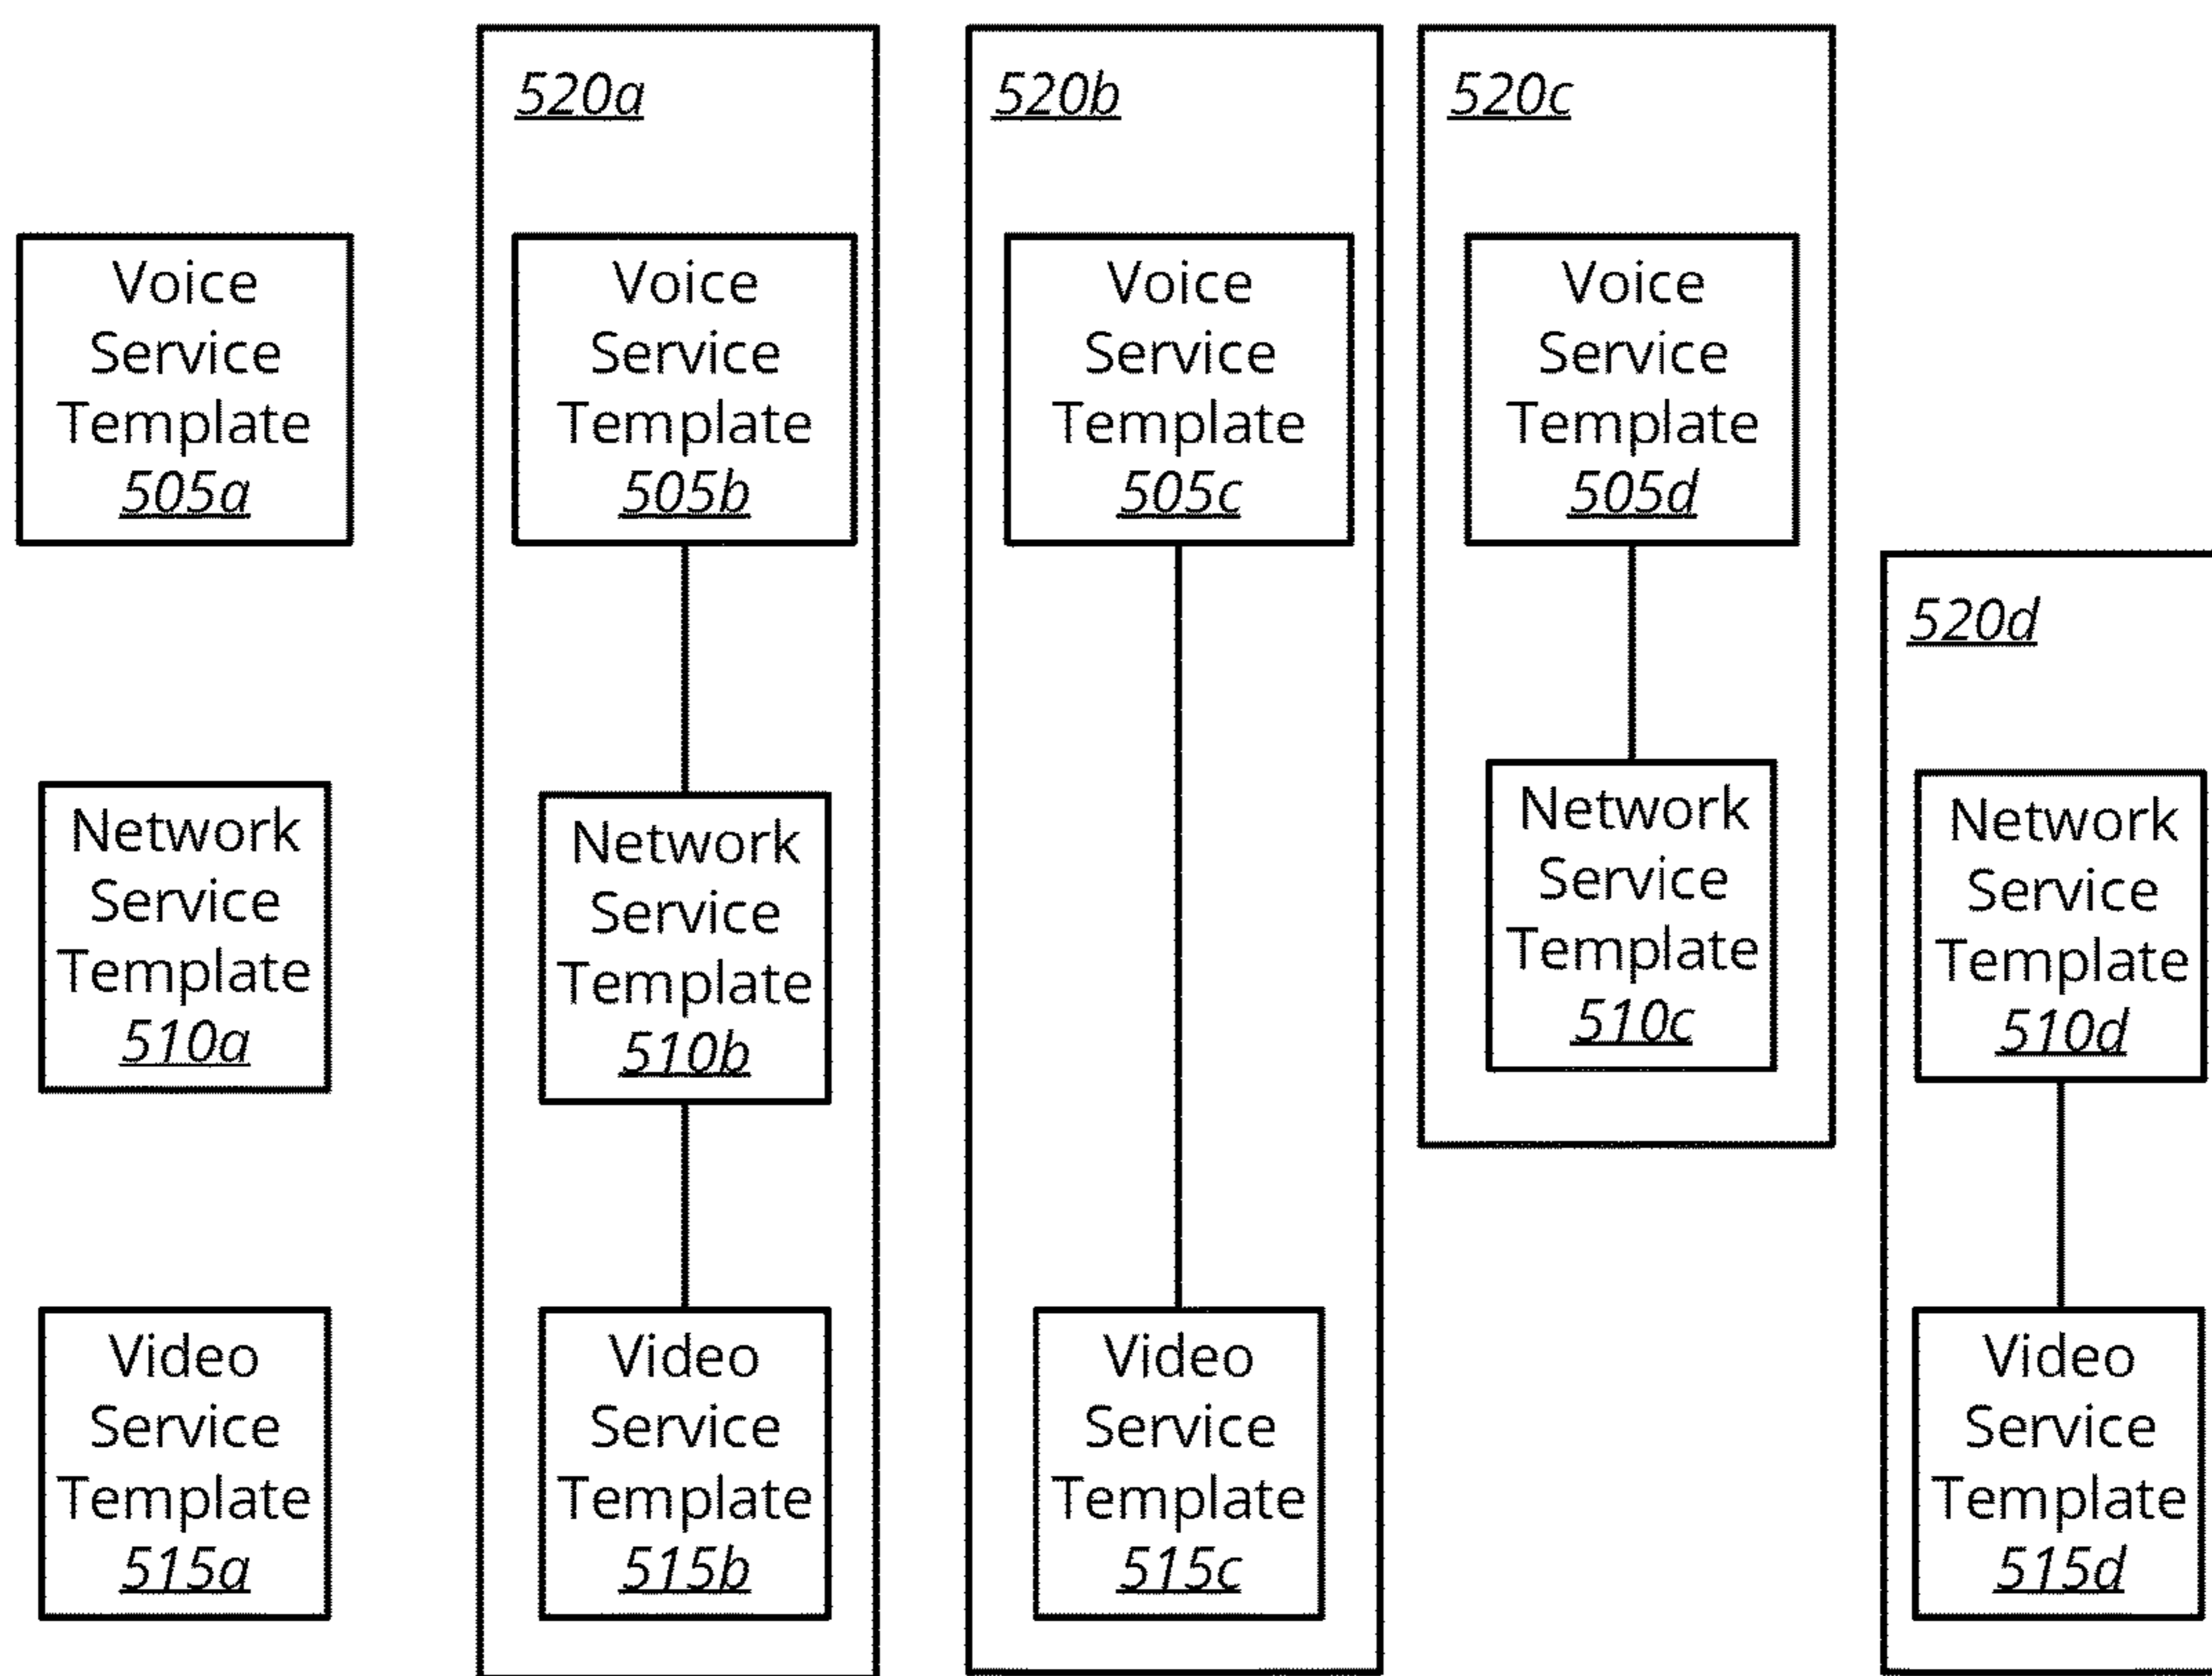 520a
520b
520c
Voice
Service
Template
505a
Voice
Service
Template
505b
Voice
Service
Template
505c
Voice
Service
Template
505d
520d
Network
Service
Template
510a
Network
Service
Template
510b
Network
Service
Template
510c
Network
Service
Template
510d
Video
Service
Template
515a
Video
Service
Template
515b
Video
Service
Template
515c
Video
Service
Template
515d